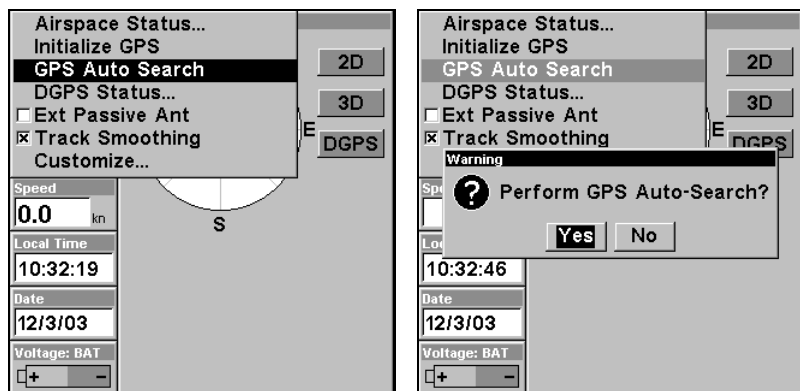 Airspace Status...
Initialize GPS
GPS Auto Search
DGPS Status...
Ext Passive Ant
Track Smoothing
Customize...
2D
3D
E
DGPS
S
Speed
0.0 kn
Local Time
10:32:19
Date
12/3/03
Voltage: BAT
+ -
Airspace Status...
Initialize GPS
GPS Auto Search
DGPS Status...
Ext Passive Ant
Track Smoothing
2D
3D
E
DGPS
Warning
? Perform GPS Auto-Search?
Yes No
Spe
Loc
10:32:46
Date
12/3/03
Voltage: BAT
+ -